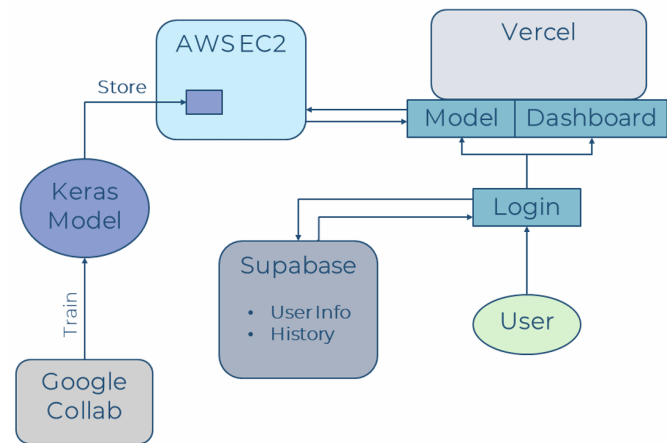 AWS EC2
Vercel
Store
Model
Dashboard
Keras
Model
Login
Supabase
• User Info
• History
Train
User
Google
Collab